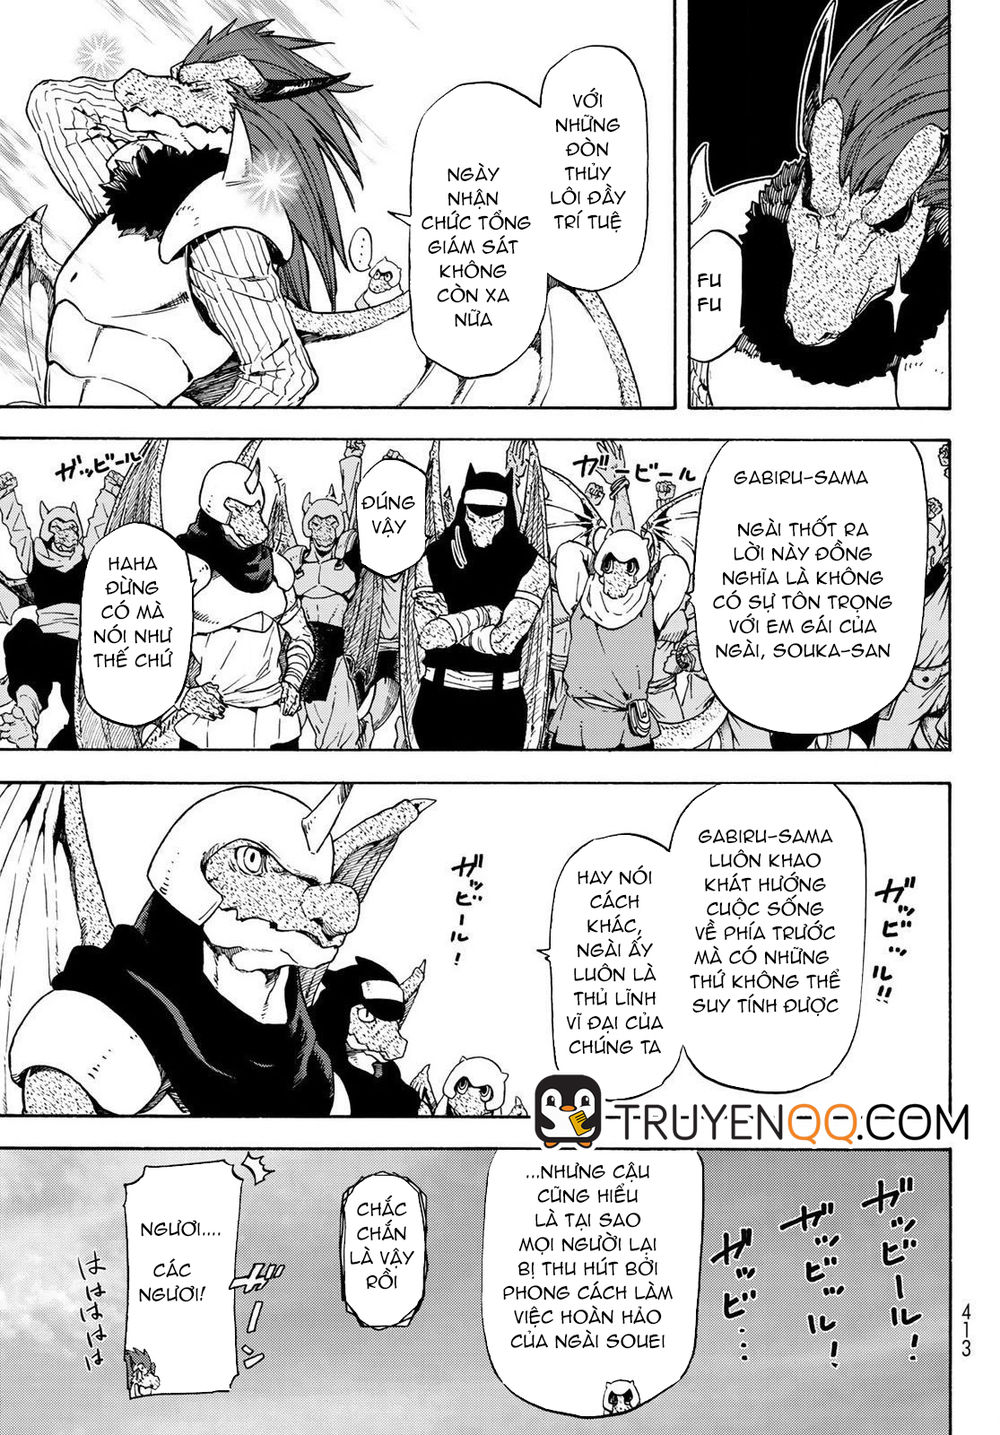 FU
FU
VỚI
NHỮNG
ĐÒN
THỦY
LÔI ĐẦY
TRÍ TUỆ
NGÀY
NHẬN
CHỨC TỔNG
GIÁM SÁT
KHÔNG
CÒN XA
NỮA
...
GABIRU-SAMA
NGÀI THỐT RA
LỜI NÀY ĐỒNG
NGHĨA LÀ KHÔNG
CÓ SỰ TÔN TRỌNG
VỚI EM GÁI CỦA
NGÀI, SOUKA-SAN
ガービール
ĐÚNG
VẬY
ガッビール
HAHA
ĐỪNG
CÓ MÀ
NÓI NHƯ
THẾ CHỨ
ガッビール!!
GABIRU-SAMA
LUÔN KHAO
KHÁT HƯỚNG
CUỘC SỐNG
VỀ PHÍA TRƯỚC
MÀ CÓ NHỮNG
THỨ KHÔNG THỂ
SUY TÍNH ĐƯỢC
HAY NÓI
CÁCH
KHÁC,
NGÀI ẤY
LUÔN LÀ
THỦ LĨNH
VĨ ĐẠI CỦA
CHÚNG TA
ガッビール!
TRUYENQQ.COM
ガッビール!
ガッビール!
ガッビ...
...NHƯNG CẬU
CŨNG HIỂU
LÀ TẠI SAO
MỌI NGƯỜI LẠI
BỊ THU HÚT BỞI
PHONG CÁCH LÀM
VIỆC HOÀN HẢO
CỦA NGÀI SOUEI
CHẮC
CHẮN
LÀ VẬY
RỒI
NGƯƠI....
CÁC
NGƯƠI!
ガーン
はははは
413